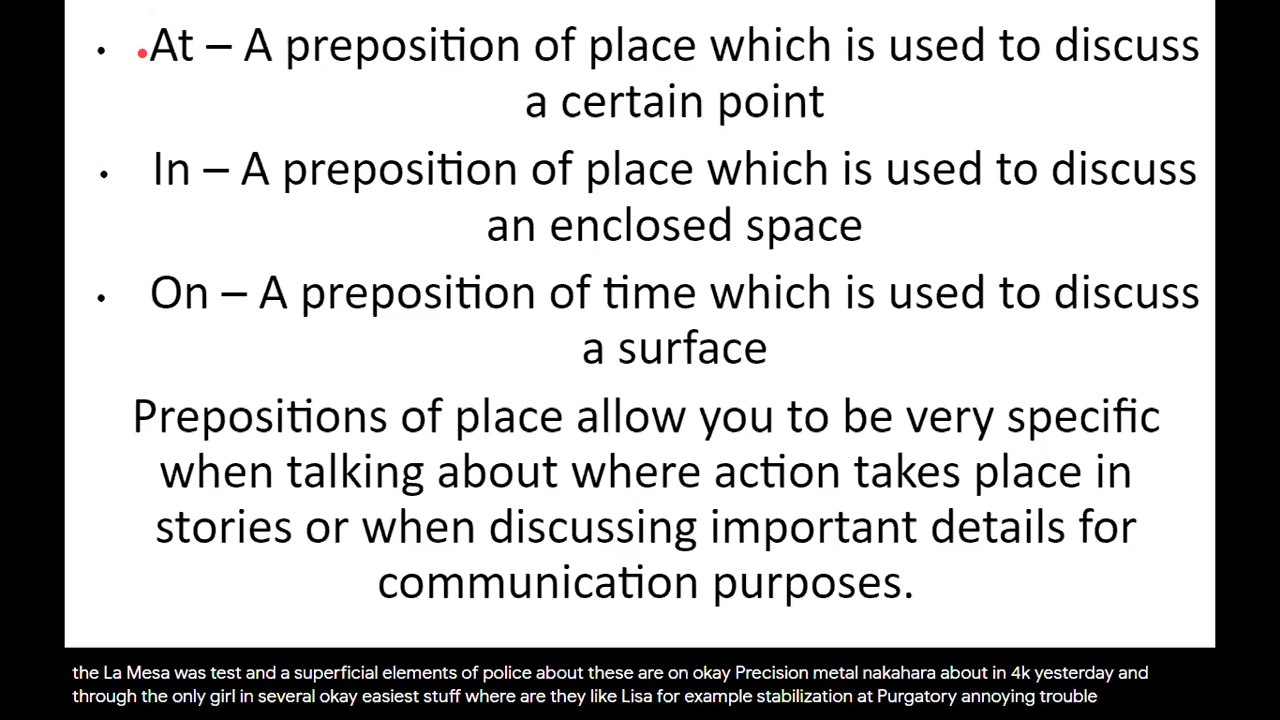 • At – A preposition of place which is used to discuss
a certain point
• In – A preposition of place which is used to discuss
an enclosed space
• On – A preposition of time which is used to discuss
a surface
Prepositions of place allow you to be very specific
when talking about where action takes place in
stories or when discussing important details for
communication purposes.
the La Mesa was test and a superficial elements of police about these are on okay Precision metal nakahara about in 4k yesterday and
through the only girl in several okay easiest stuff where are they like Lisa for example stabilization at Purgatory annoying trouble